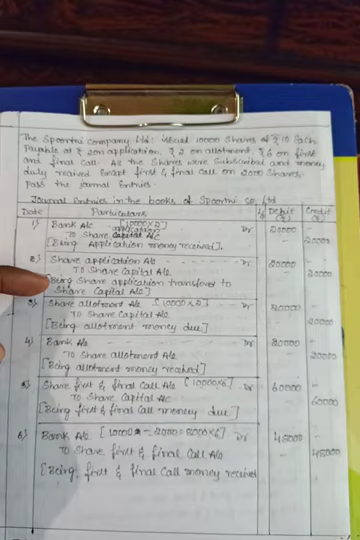 The Spoorthi Company Ltd: issued 10000 Shares of ₹10 Each
Payable at ₹ 2on application, ₹ 2 on allotment, ₹ 6 on first
and final call. All the Shares were Subscribed and money
duly received Except first & final call on 2000 Shares
Pass the Journal Entries.
Journal Entries in the books of Spoorthi Co, Ltd
Date Particulars Debit (₹) Credit (₹)
1) Bank A/c [10000×2] Dr 20000
application
To Share Capital A/c - 20000
[Being Application money received].
2) Share application A/c Dr 20000
To Share Capital A/c - 20000
[Being Share application transfer to
Share Capital A/c]
3) Share allotment A/c [10000×2] Dr 20000
To Share Capital A/c - 20000
[Being allotment money due]
4) Bank A/c Dr 20000
To Share allotment A/c - 20000
[Being allotment money received]
5) Share first & final Call A/c [10000×6] Dr 60000
To Share Capital A/c - 60000
[Being first & final Call money due]
6) Bank A/c [10000 - 2000 = 8000×6] Dr 48000
To Share first & final Call A/c - 48000
[Being, first & final Call money received